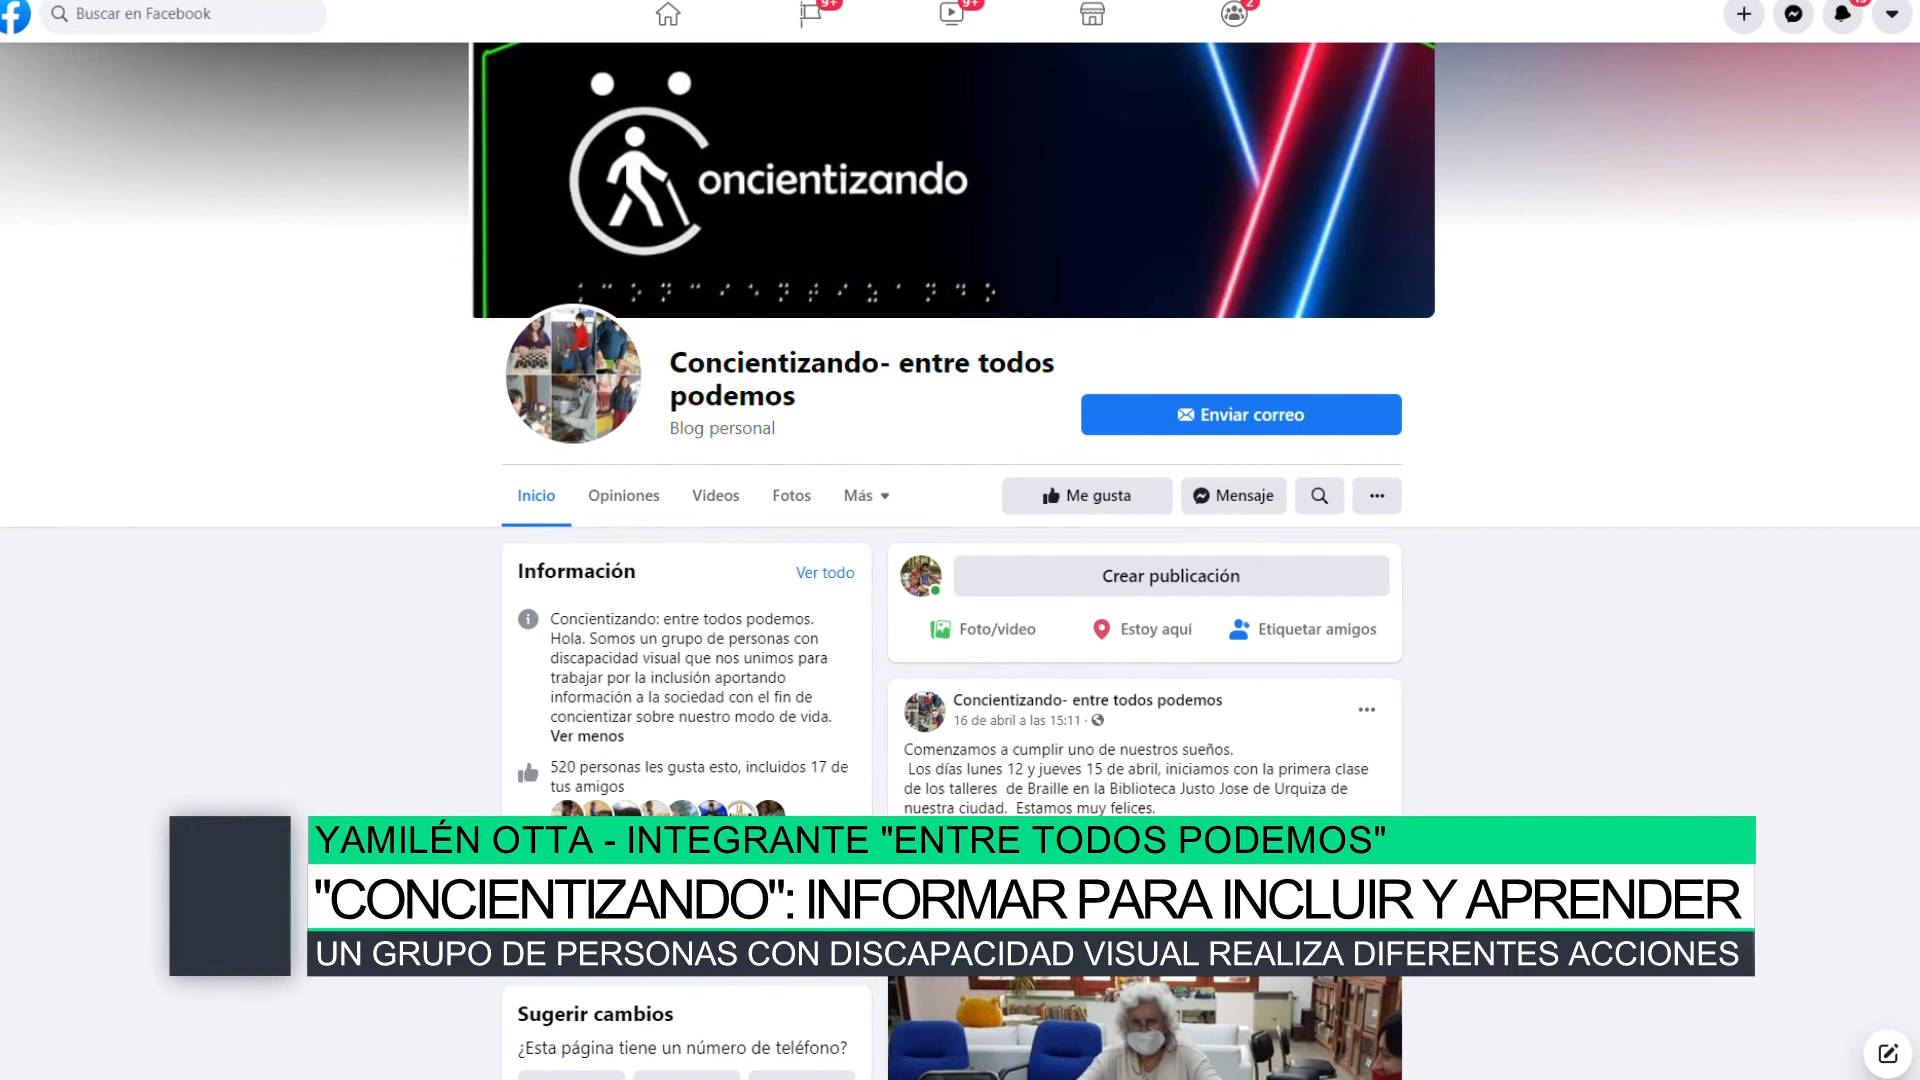 Buscar en Facebook
9+
9+
2
oncientizando
Concientizando- entre todos
podemos
Blog personal
Enviar correo
Inicio
Opiniones
Videos
Fotos
Más
Me gusta
Mensaje
Información
Ver todo
Concientizando: entre todos podemos.
Hola. Somos un grupo de personas con
discapacidad visual que nos unimos para
trabajar por la inclusión aportando
información a la sociedad con el fin de
concientizar sobre nuestro modo de vida.
Ver menos
520 personas les gusta esto, incluidos 17 de
tus amigos
Crear publicación
Foto/video
Estoy aquí
Etiquetar amigos
Concientizando- entre todos podemos
16 de abril a las 15:11 ·
Comenzamos a cumplir uno de nuestros sueños.
Los días lunes 12 y jueves 15 de abril, iniciamos con la primera clase
de los talleres de Braille en la Biblioteca Justo Jose de Urquiza de
nuestra ciudad. Estamos muy felices.
YAMILÉN OTTA - INTEGRANTE "ENTRE TODOS PODEMOS"
"CONCIENTIZANDO": INFORMAR PARA INCLUIR Y APRENDER
UN GRUPO DE PERSONAS CON DISCAPACIDAD VISUAL REALIZA DIFERENTES ACCIONES
Sugerir cambios
¿Esta página tiene un número de teléfono?